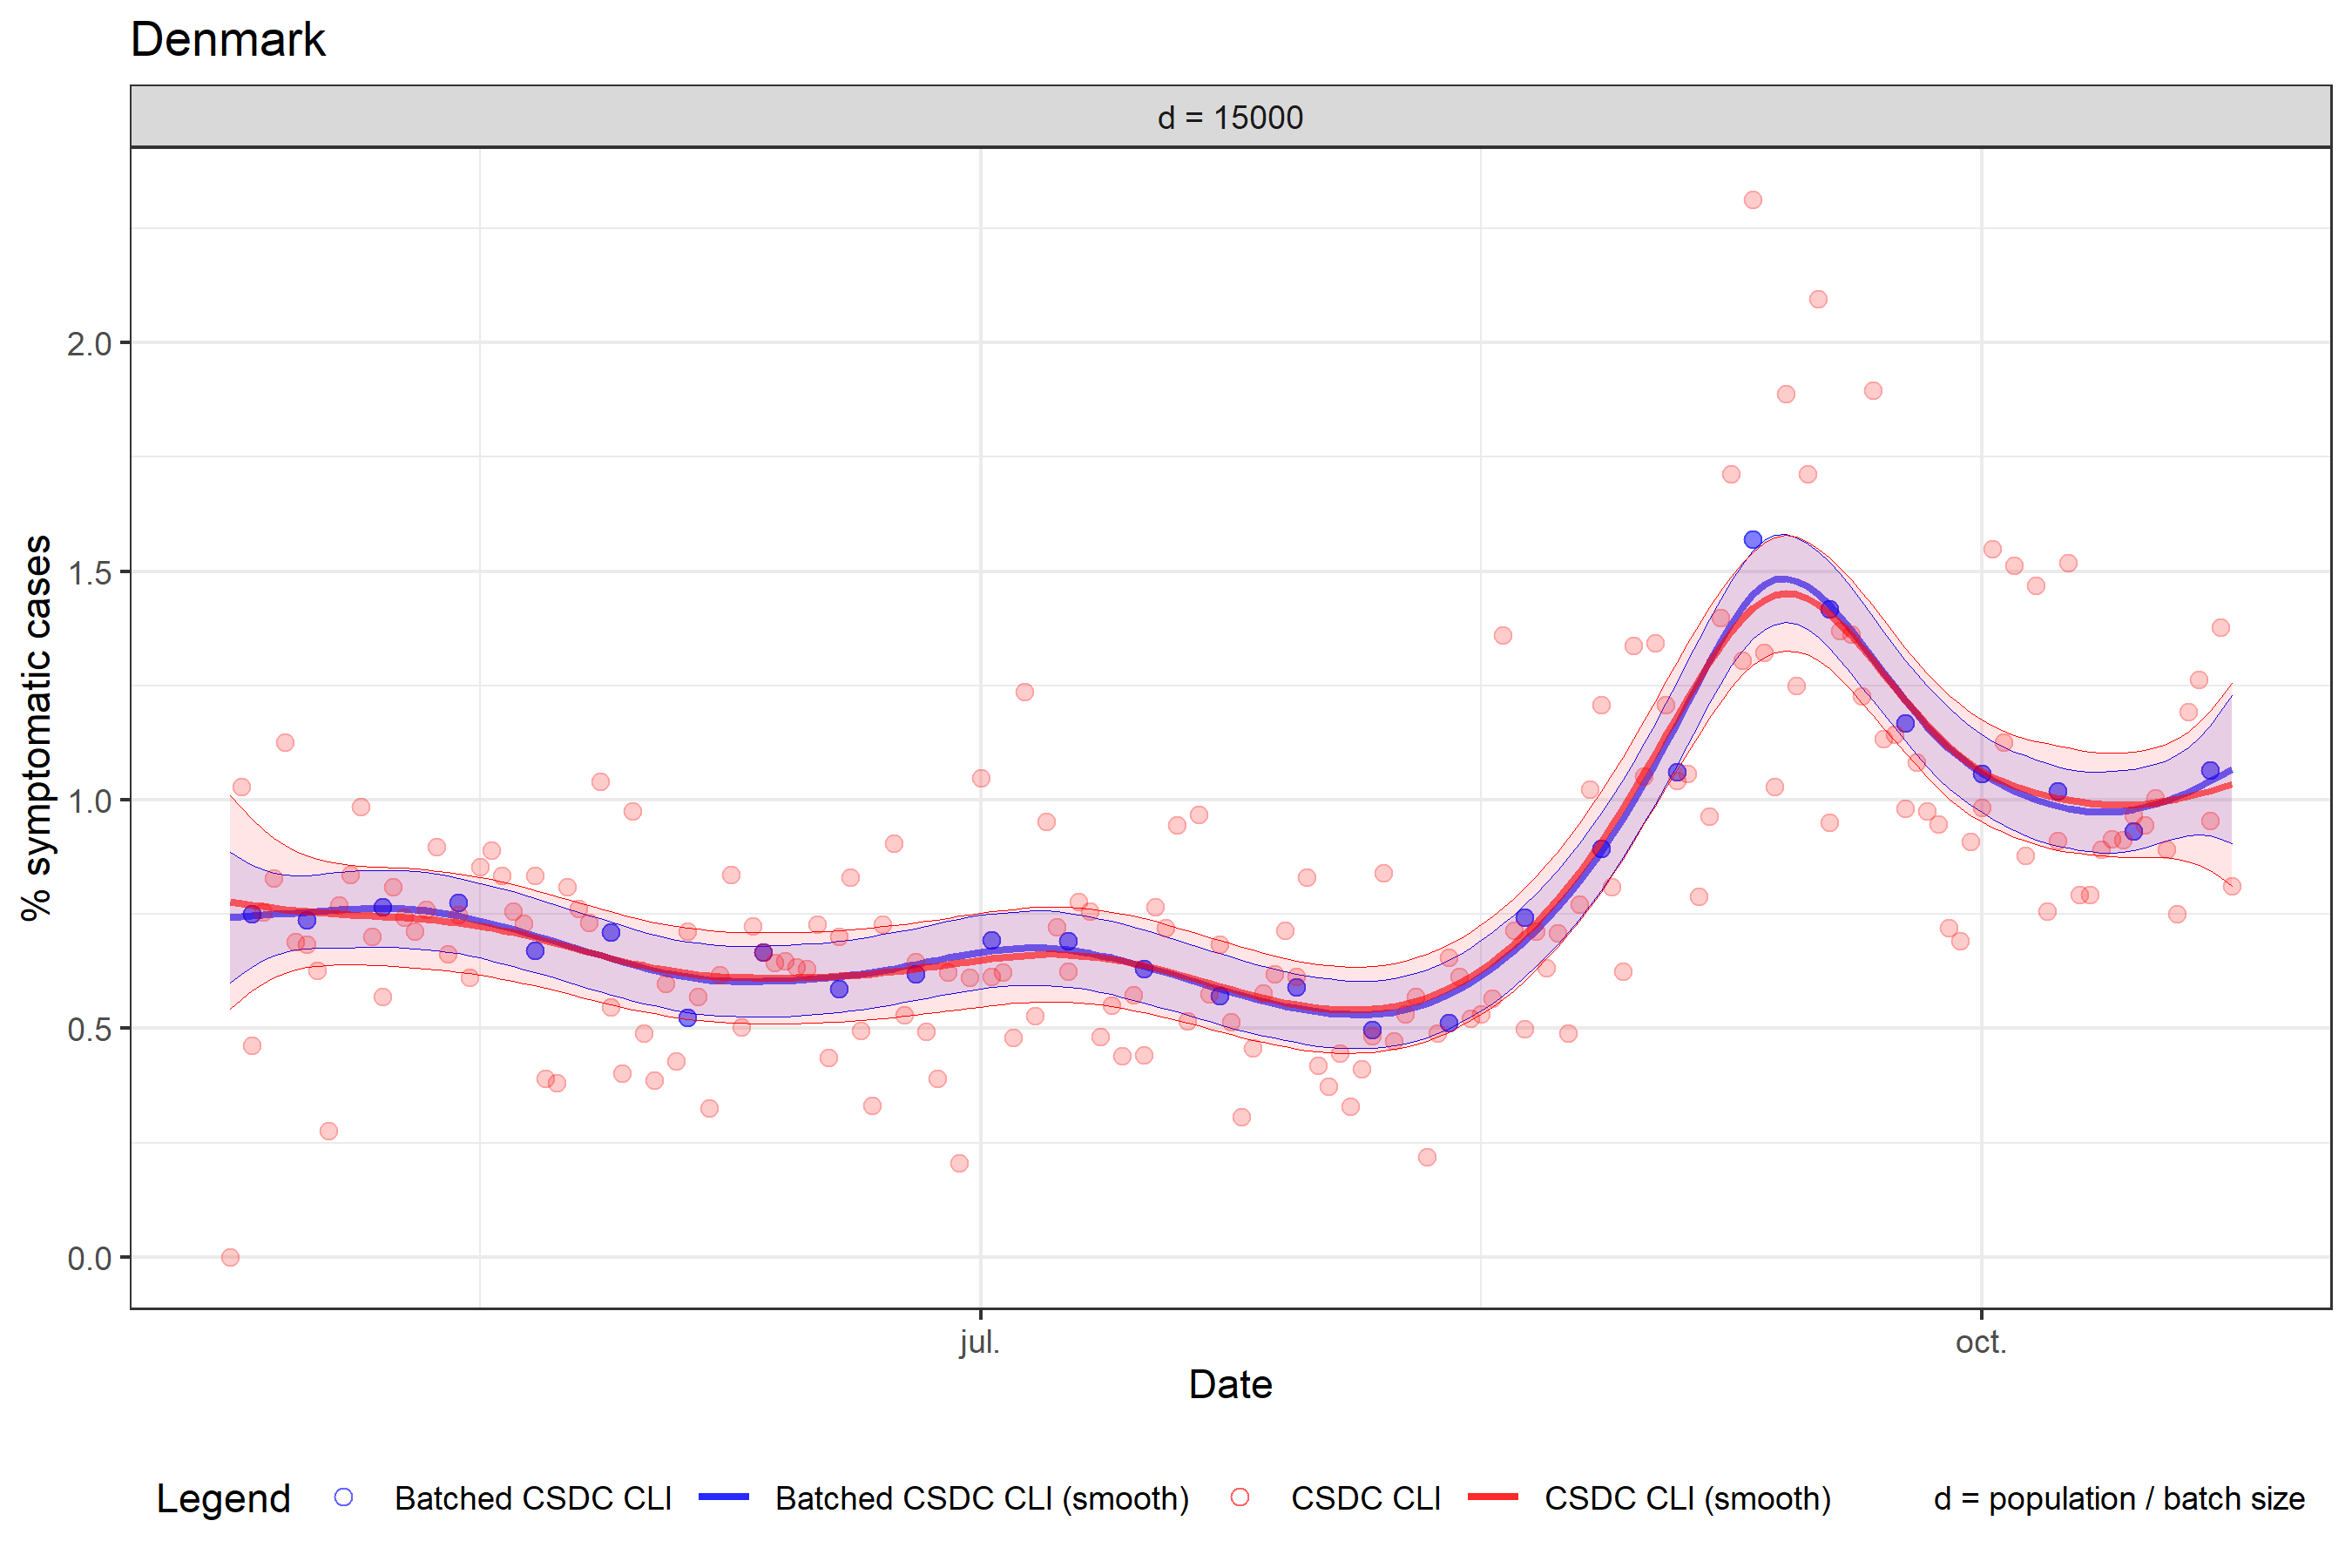 Denmark
d = 15000
% symptomatic cases
2.0
1.5
1.0
0.5
0.0
jul.
oct.
Date
Legend
Batched CSDC CLI
Batched CSDC CLI (smooth)
CSDC CLI
CSDC CLI (smooth)
d = population / batch size